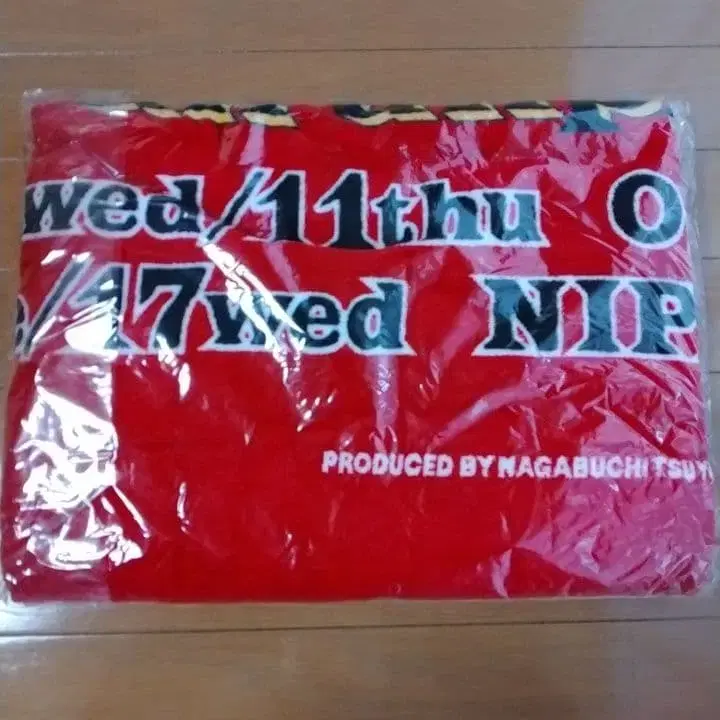 wed/11thu O
e/17wed NIP
PRODUCED BY NAGABUCHI TSUY